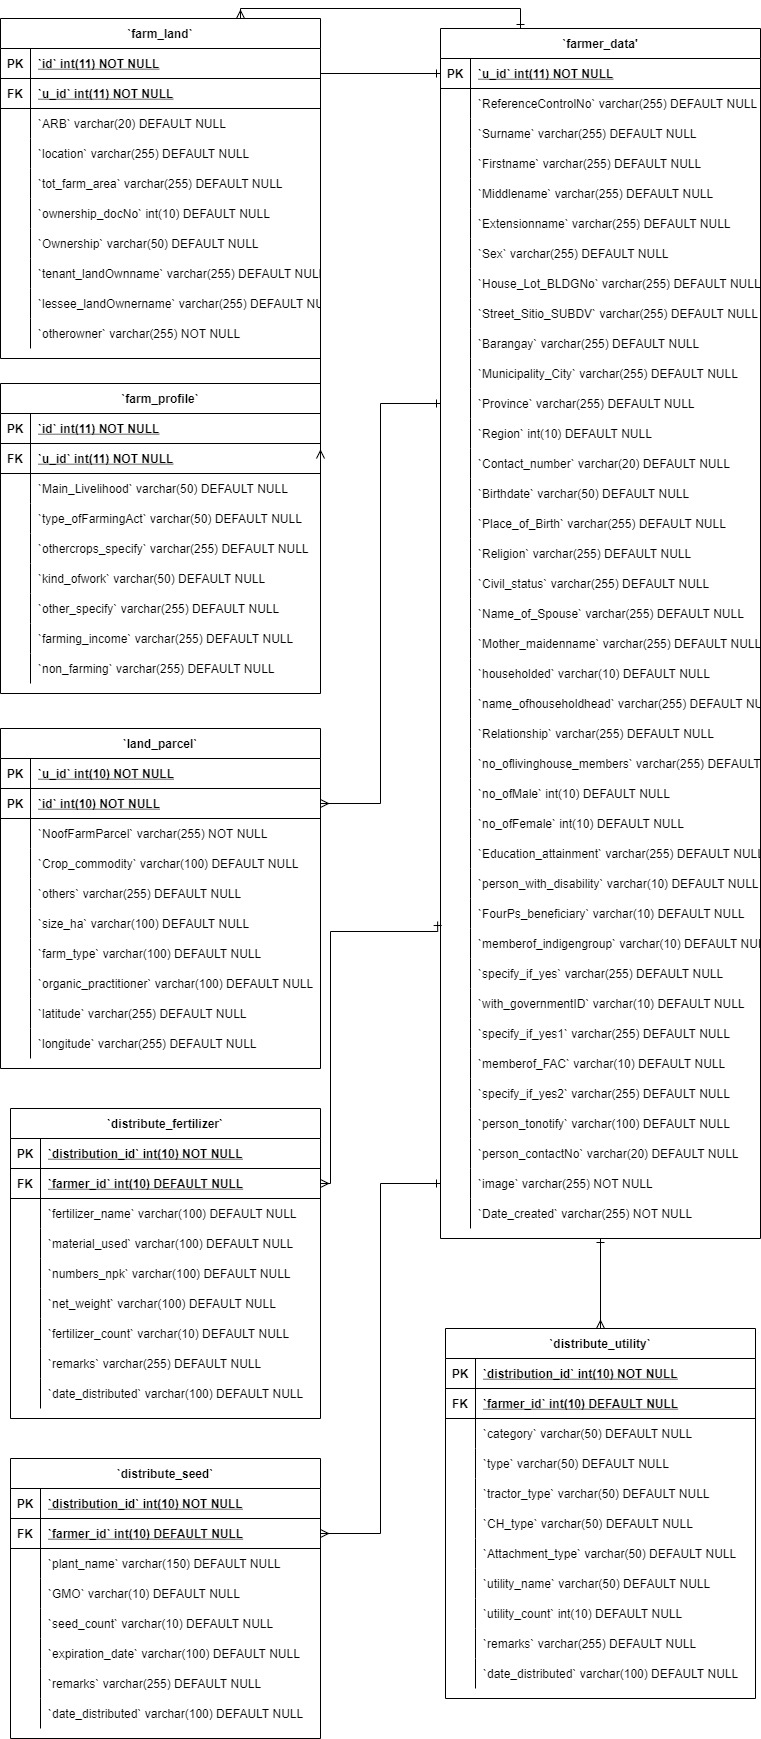 `farm_land`
PK `id` int(11) NOT NULL
FK `u_id` int(11) NOT NULL
`ARB` varchar(20) DEFAULT NULL
`location` varchar(255) DEFAULT NULL
`tot_farm_area` varchar(255) DEFAULT NULL
`ownership_docNo` int(10) DEFAULT NULL
`Ownership` varchar(50) DEFAULT NULL
`tenant_landOwnname` varchar(255) DEFAULT NULL
`lessee_landOwnername` varchar(255) DEFAULT NU
`otherowner` varchar(255) NOT NULL
`farm_profile`
PK `id` int(11) NOT NULL
FK `u_id` int(11) NOT NULL
`Main_Livelihood` varchar(50) DEFAULT NULL
`type_ofFarmingAct` varchar(50) DEFAULT NULL
`othercrops_specify` varchar(255) DEFAULT NULL
`kind_ofwork` varchar(50) DEFAULT NULL
`other_specify` varchar(255) DEFAULT NULL
`farming_income` varchar(255) DEFAULT NULL
`non_farming` varchar(255) DEFAULT NULL
`land_parcel`
PK `u_id` int(10) NOT NULL
PK `id` int(10) NOT NULL
`NoofFarmParcel` varchar(255) NOT NULL
`Crop_commodity` varchar(100) DEFAULT NULL
`others` varchar(255) DEFAULT NULL
`size_ha` varchar(100) DEFAULT NULL
`farm_type` varchar(100) DEFAULT NULL
`organic_practitioner` varchar(100) DEFAULT NULL
`latitude` varchar(255) DEFAULT NULL
`longitude` varchar(255) DEFAULT NULL
`distribute_fertilizer`
PK `distribution_id` int(10) NOT NULL
FK `farmer_id` int(10) DEFAULT NULL
`fertilizer_name` varchar(100) DEFAULT NULL
`material_used` varchar(100) DEFAULT NULL
`numbers_npk` varchar(100) DEFAULT NULL
`net_weight` varchar(100) DEFAULT NULL
`fertilizer_count` varchar(10) DEFAULT NULL
`remarks` varchar(255) DEFAULT NULL
`date_distributed` varchar(100) DEFAULT NULL
`distribute_seed`
PK `distribution_id` int(10) NOT NULL
FK `farmer_id` int(10) DEFAULT NULL
`plant_name` varchar(150) DEFAULT NULL
`GMO` varchar(10) DEFAULT NULL
`seed_count` varchar(10) DEFAULT NULL
`expiration_date` varchar(100) DEFAULT NULL
`remarks` varchar(255) DEFAULT NULL
`date_distributed` varchar(100) DEFAULT NULL
`farmer_data'
PK `u_id` int(11) NOT NULL
`ReferenceControlNo` varchar(255) DEFAULT NULL
`Surname` varchar(255) DEFAULT NULL
`Firstname` varchar(255) DEFAULT NULL
`Middlename` varchar(255) DEFAULT NULL
`Extensionname` varchar(255) DEFAULT NULL
`Sex` varchar(255) DEFAULT NULL
`House_Lot_BLDGNo` varchar(255) DEFAULT NULL
`Street_Sitio_SUBDV` varchar(255) DEFAULT NULL
`Barangay` varchar(255) DEFAULT NULL
`Municipality_City` varchar(255) DEFAULT NULL
`Province` varchar(255) DEFAULT NULL
`Region` int(10) DEFAULT NULL
`Contact_number` varchar(20) DEFAULT NULL
`Birthdate` varchar(50) DEFAULT NULL
`Place_of_Birth` varchar(255) DEFAULT NULL
`Religion` varchar(255) DEFAULT NULL
`Civil_status` varchar(255) DEFAULT NULL
`Name_of_Spouse` varchar(255) DEFAULT NULL
`Mother_maidenname` varchar(255) DEFAULT NULL
`householded` varchar(10) DEFAULT NULL
`name_ofhouseholdhead` varchar(255) DEFAULT NU
`Relationship` varchar(255) DEFAULT NULL
`no_oflivinghouse_members` varchar(255) DEFAULT
`no_ofMale` int(10) DEFAULT NULL
`no_ofFemale` int(10) DEFAULT NULL
`Education_attainment` varchar(255) DEFAULT NULL
`person_with_disability` varchar(10) DEFAULT NULL
`FourPs_beneficiary` varchar(10) DEFAULT NULL
`memberof_indigengroup` varchar(10) DEFAULT NUL
`specify_if_yes` varchar(255) DEFAULT NULL
`with_governmentID` varchar(10) DEFAULT NULL
`specify_if_yes1` varchar(255) DEFAULT NULL
`memberof_FAC` varchar(10) DEFAULT NULL
`specify_if_yes2` varchar(255) DEFAULT NULL
`person_tonotify` varchar(100) DEFAULT NULL
`person_contactNo` varchar(20) DEFAULT NULL
`image` varchar(255) NOT NULL
`Date_created` varchar(255) NOT NULL
`distribute_utility`
PK `distribution_id` int(10) NOT NULL
FK `farmer_id` int(10) DEFAULT NULL
`category` varchar(50) DEFAULT NULL
`type` varchar(50) DEFAULT NULL
`tractor_type` varchar(50) DEFAULT NULL
`CH_type` varchar(50) DEFAULT NULL
`Attachment_type` varchar(50) DEFAULT NULL
`utility_name` varchar(50) DEFAULT NULL
`utility_count` int(10) DEFAULT NULL
`remarks` varchar(255) DEFAULT NULL
`date_distributed` varchar(100) DEFAULT NULL